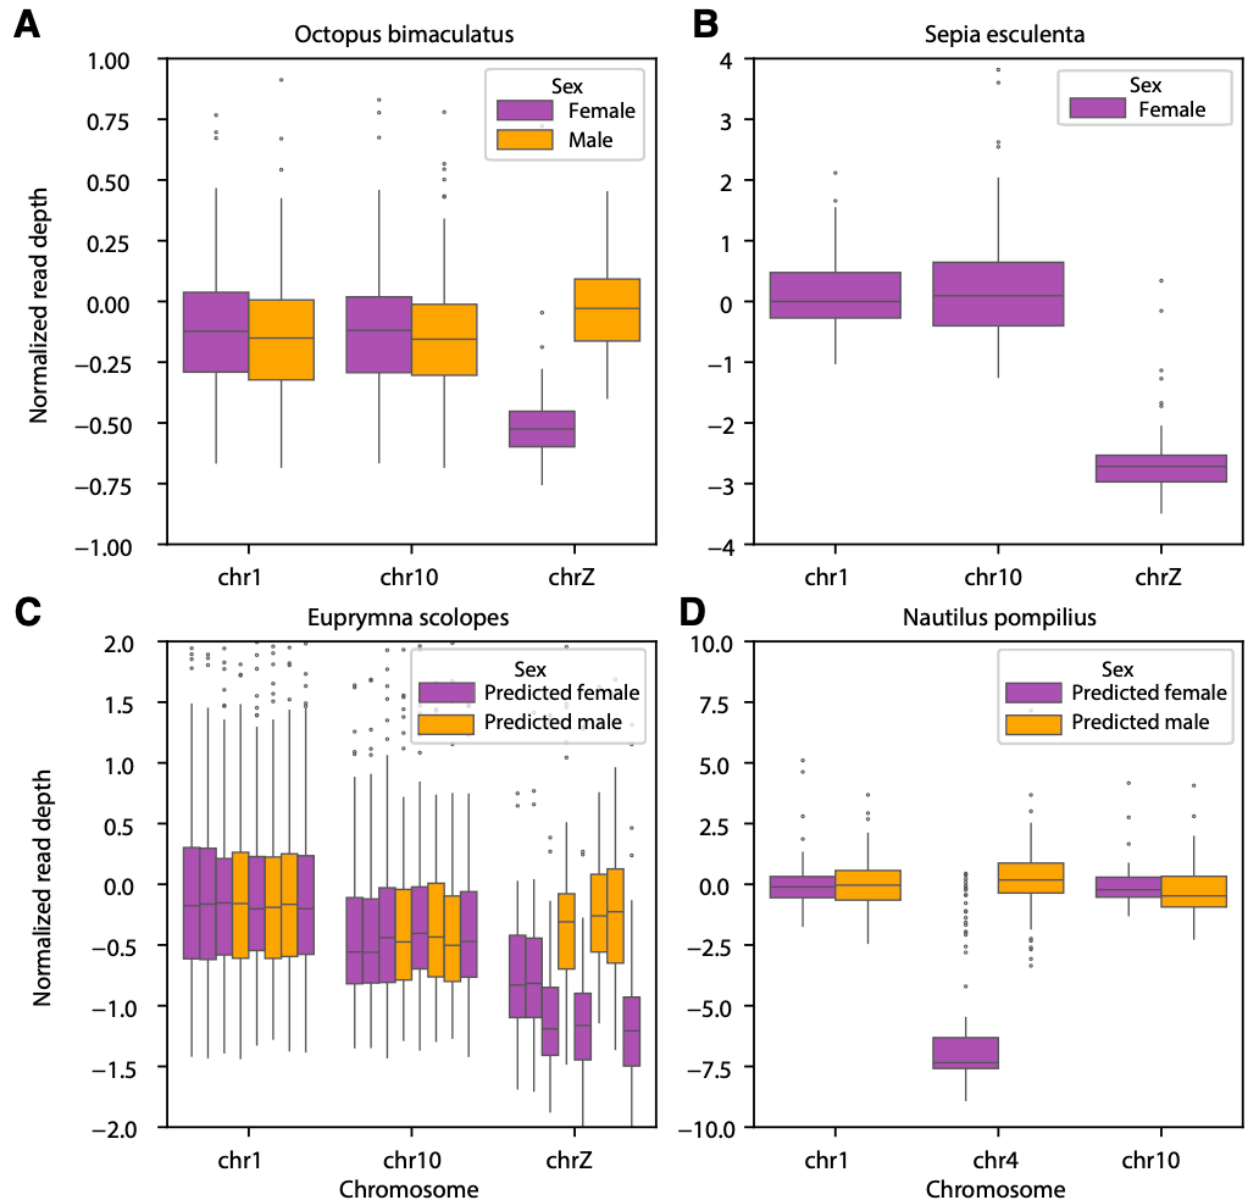 A
Octopus bimaculatus
Normalized read depth
1.00
0.75
0.50
0.25
0.00
−0.25
−0.50
−0.75
−1.00
Sex
Female
Male
chr1
chr10
chrZ
B
Sepia esculenta
4
3
2
1
0
−1
−2
−3
−4
Sex
Female
chr1
chr10
chrZ
C
Euprymna scolopes
Normalized read depth
2.0
1.5
1.0
0.5
0.0
−0.5
−1.0
−1.5
−2.0
Sex
Predicted female
Predicted male
chr1
chr10
chrZ
Chromosome
D
Nautilus pompilius
10.0
7.5
5.0
2.5
0.0
−2.5
−5.0
−7.5
−10.0
Sex
Predicted female
Predicted male
chr1
chr4
chr10
Chromosome